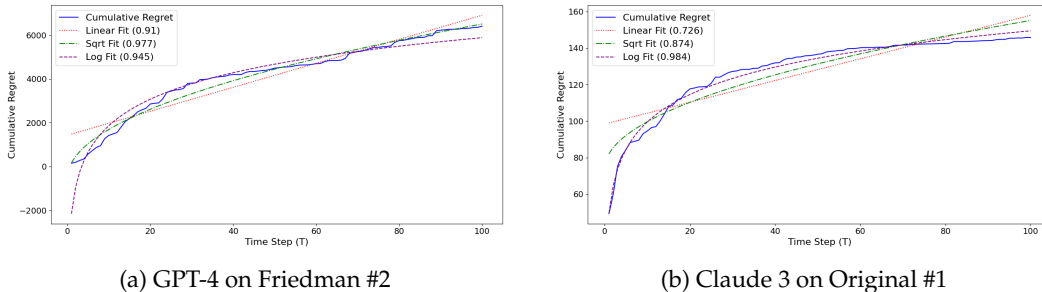 Cumulative Regret
Linear Fit (0.91)
Sqrt Fit (0.977)
Log Fit (0.945)
6000
4000
2000
0
−2000
Cumulative Regret
0 20 40 60 80 100
Time Step (T)
(a) GPT-4 on Friedman #2
Cumulative Regret
Linear Fit (0.726)
Sqrt Fit (0.874)
Log Fit (0.984)
160
140
120
100
80
60
Cumulative Regret
0 20 40 60 80 100
Time Step (T)
(b) Claude 3 on Original #1